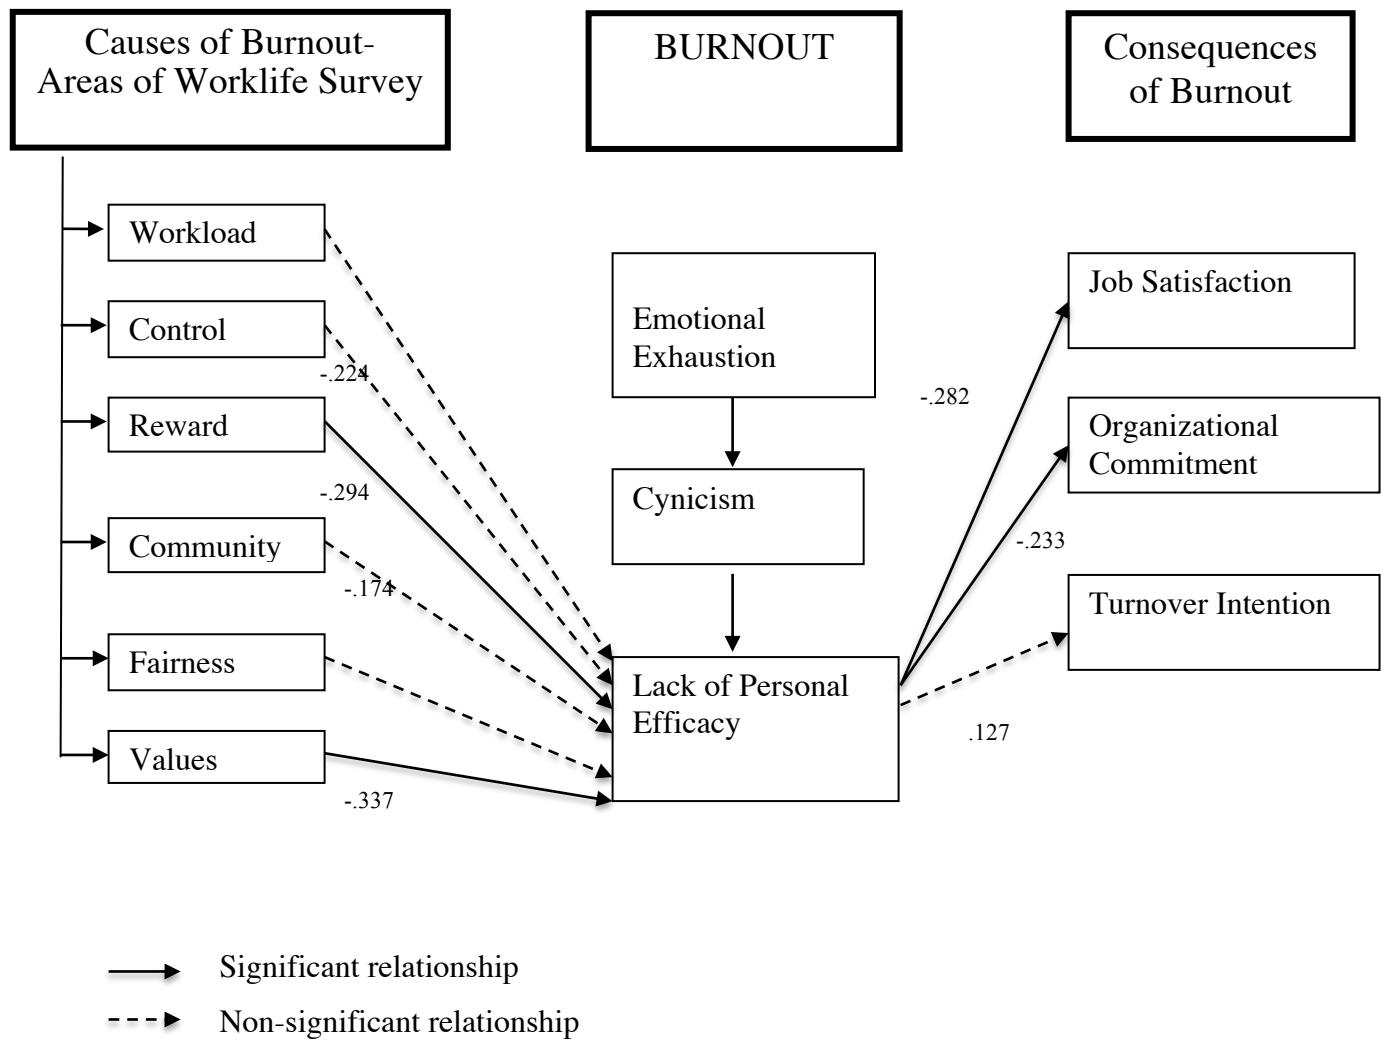 Causes of Burnout-
Areas of Worklife Survey
BURNOUT
Consequences
of Burnout
Workload
Control
-.224
Reward
-.294
Community
-.174
Fairness
Values
-.337
Emotional
Exhaustion
Cynicism
Lack of Personal
Efficacy
-.282
-.233
.127
Job Satisfaction
Organizational
Commitment
Turnover Intention
Significant relationship
Non-significant relationship